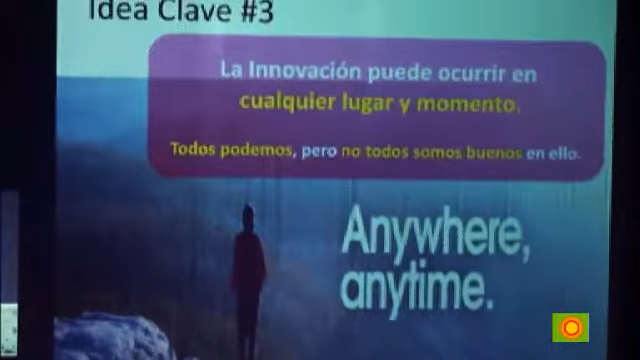 Idea Clave #3
La Innovación puede ocurrir en
cualquier lugar y momento.
Todos podemos, pero no todos somos buenos en ello.
Anywhere,
anytime.